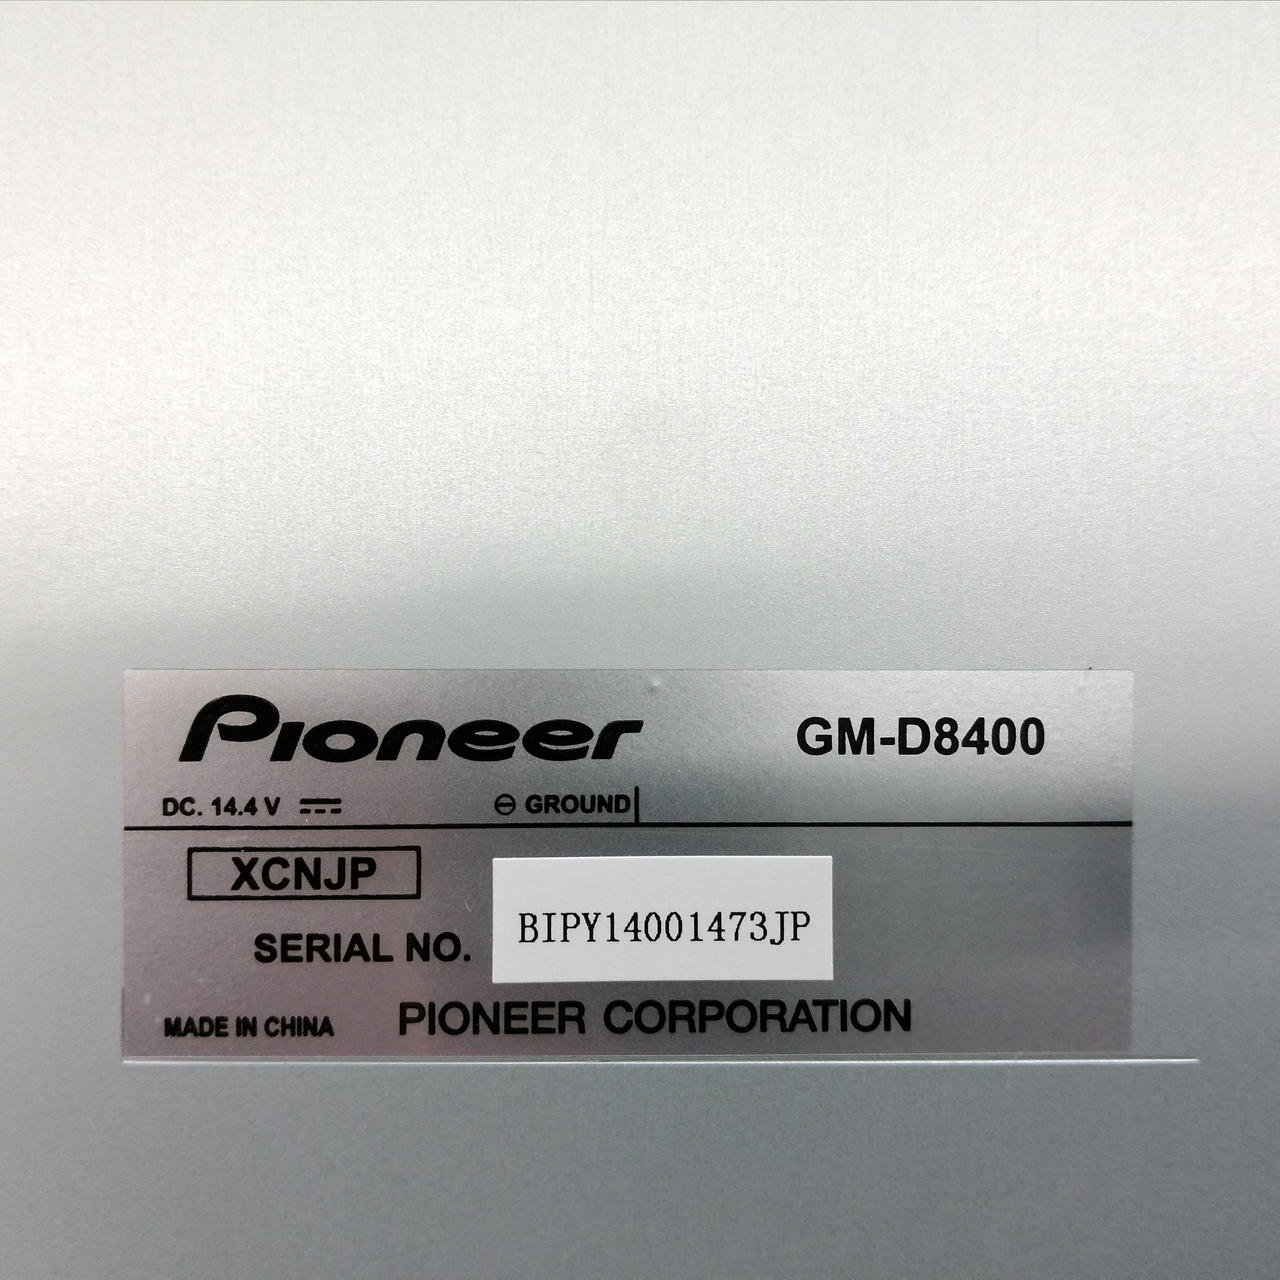 Pioneer GM-D8400
DC. 14.4 V ⎓ ⊖ GROUND
XCNJP
SERIAL NO. BIPY14001473JP
MADE IN CHINA PIONEER CORPORATION